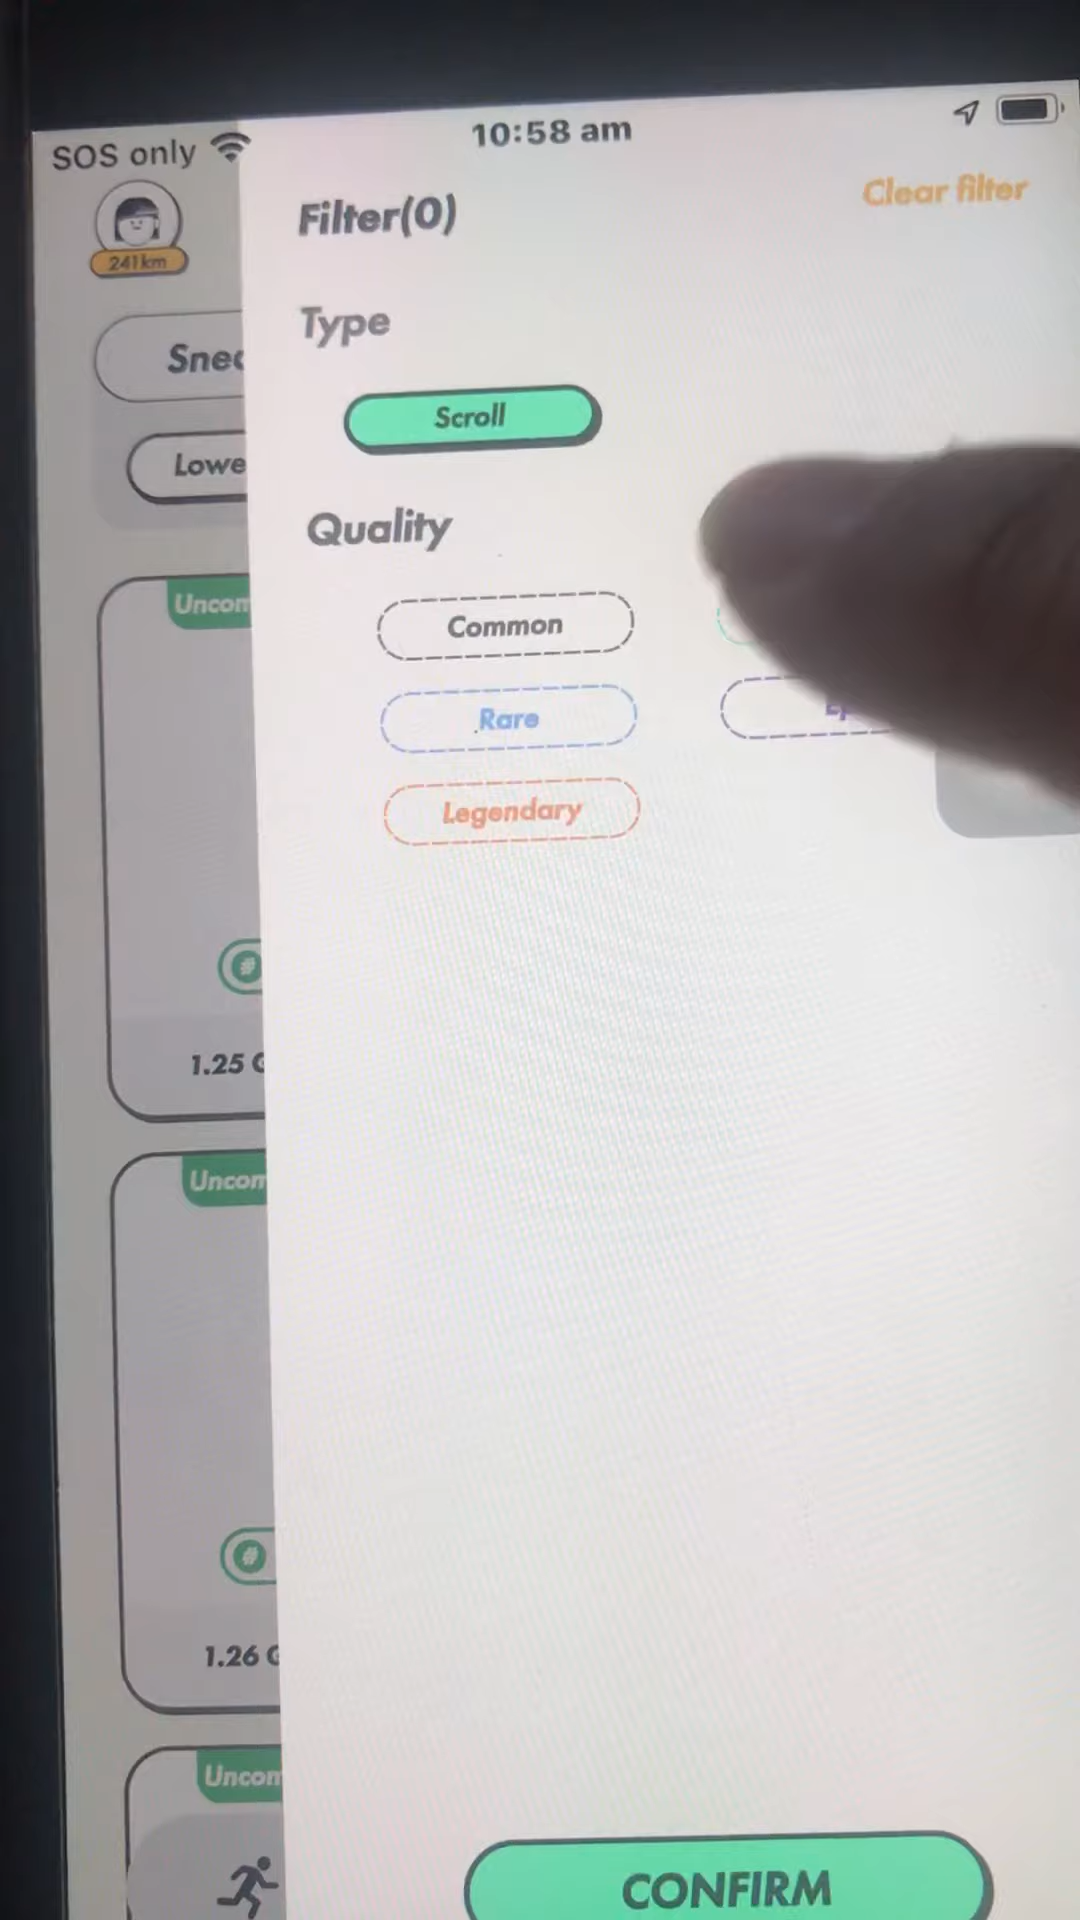 SOS only
10:58 am
241km
Filter(0)
Clear filter
Type
Snea
Scroll
Lowe
Quality
Uncom
Common
Rare
Legendary
1.25
Uncom
1.26
Uncom
CONFIRM